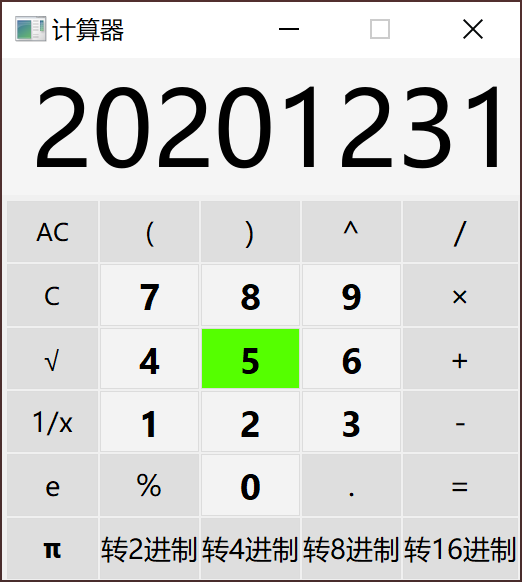 计算器
20201231
AC ( ) ^ /
C 7 8 9 ×
√ 4 5 6 +
1/x 1 2 3 -
e % 0 . =
π 转2进制 转4进制 转8进制 转16进制